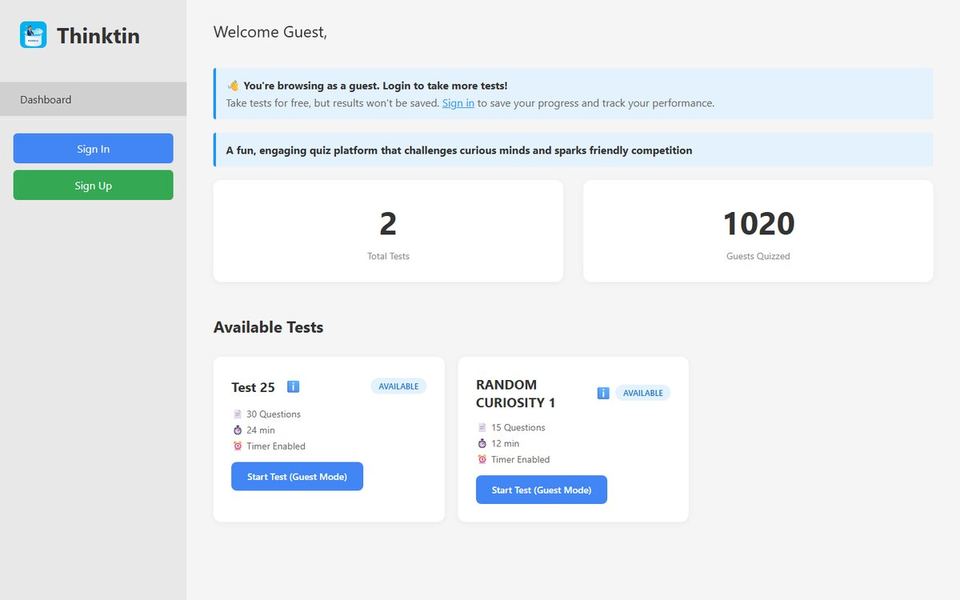 Thinktin
Dashboard
Sign In
Sign Up
Welcome Guest,
You're browsing as a guest. Login to take more tests!
Take tests for free, but results won't be saved. Sign in to save your progress and track your performance.
A fun, engaging quiz platform that challenges curious minds and sparks friendly competition
2
Total Tests
1020
Guests Quizzed
Available Tests
Test 25
AVAILABLE
30 Questions
24 min
Timer Enabled
Start Test (Guest Mode)
RANDOM
CURIOSITY 1
AVAILABLE
15 Questions
12 min
Timer Enabled
Start Test (Guest Mode)